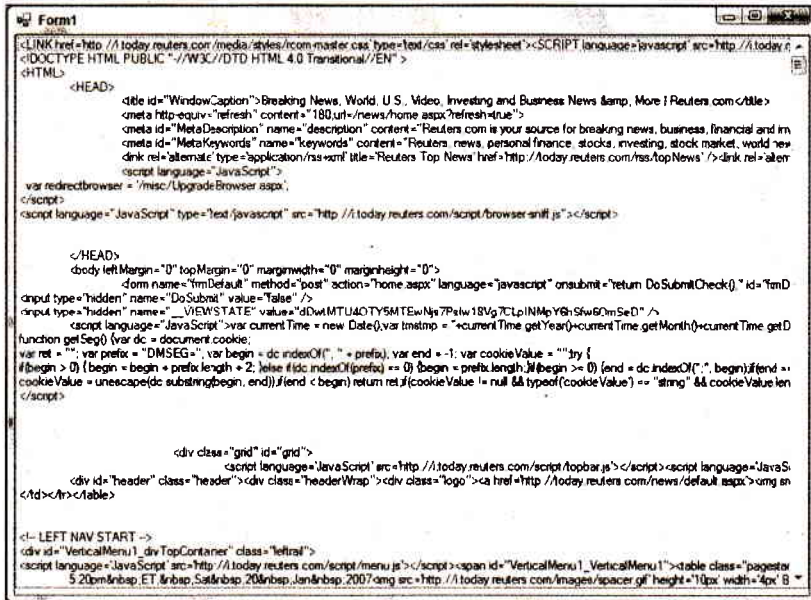 Form1
<LINK href='http://i.today.reuters.com/media/styles/rcom-master.css' type='text/css' rel='stylesheet'><SCRIPT language='javascript' src='http://i.today.r
<!DOCTYPE HTML PUBLIC "-//W3C//DTD HTML 4.0 Transitional//EN" >
<HTML>
<HEAD>
<title id="WindowCaption">Breaking News, World, U.S., Video, Investing and Business News &amp, More | Reuters.com</title>
<meta http-equiv="refresh" content="180;url=/news/home.aspx?refresh=true">
<meta id="MetaDescription" name="description" content="Reuters.com is your source for breaking news, business, financial and inv
<meta id="MetaKeywords" name="keywords" content="Reuters, news, personal finance, stocks, investing, stock market, world new
<link rel='alternate' type='application/rss+xml' title='Reuters Top News' href='http://today.reuters.com/rss/topNews' /><link rel='altern
<script language="JavaScript">
var redirectbrowser = '/misc/UpgradeBrowser.aspx';
</script>
<script language="JavaScript" type="text/javascript" src="http://i.today.reuters.com/script/browser-sniff.js"></script>
</HEAD>
<body leftMargin="0" topMargin="0" marginwidth="0" marginheight="0">
<form name="frmDefault" method="post" action="home.aspx" language="javascript" onsubmit="return DoSubmitCheck();" id="frmD
<input type="hidden" name="DoSubmit" value="false" />
<input type="hidden" name="__VIEWSTATE" />
<script language="JavaScript">var currentTime = new Date();var tmstmp = ''+currentTime.getYear()+currentTime.getMonth()+currentTime.getD
function getSeg() {var dc = document.cookie;
var ret = ""; var prefix = "DMSEG="; var begin = dc.indexOf("; " + prefix); var end = -1; var cookieValue = "";try {
if(begin > 0) { begin = begin + prefix.length + 2; }else if(dc.indexOf(prefix) == 0) {begin = prefix.length;}if(begin >= 0) {end = dc.indexOf(";", begin);if(end =
cookieValue = unescape(dc.substring(begin, end));if(end < begin) return ret;if(cookieValue != null && typeof('cookieValue') == "string" && cookieValue.len
</script>
<div class="grid" id="grid">
<script language='JavaScript' src='http://i.today.reuters.com/script/topbar.js'></script><script language='JavaS
<div id="header" class="header"><div class="headerWrap"><div class="logo"><a href='http://today.reuters.com/news/default.aspx'><img sr
</td></tr></table>
<!-- LEFT NAV START -->
<div id="VerticalMenu1_divTopContainer" class="leftrail">
<script language='JavaScript' src='http://i.today.reuters.com/script/menu.js'></script><span id="VerticalMenu1_VerticalMenu1"><table class="pagestar
5:20pm&nbsp;ET,&nbsp;Sat&nbsp;20&nbsp;Jan&nbsp;2007<img src='http://i.today.reuters.com/images/spacer.gif' height='10px' width='4px' B